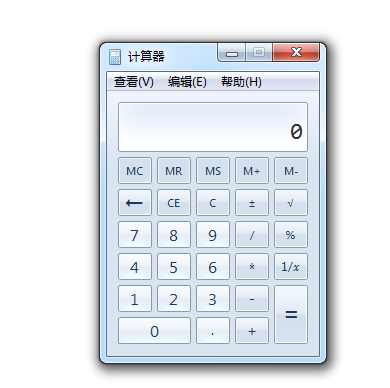 计算器
查看(V) 编辑(E) 帮助(H)
0
MC MR MS M+ M-
← CE C ± √
7 8 9 / %
4 5 6 * 1/x
1 2 3 - =
0 . +